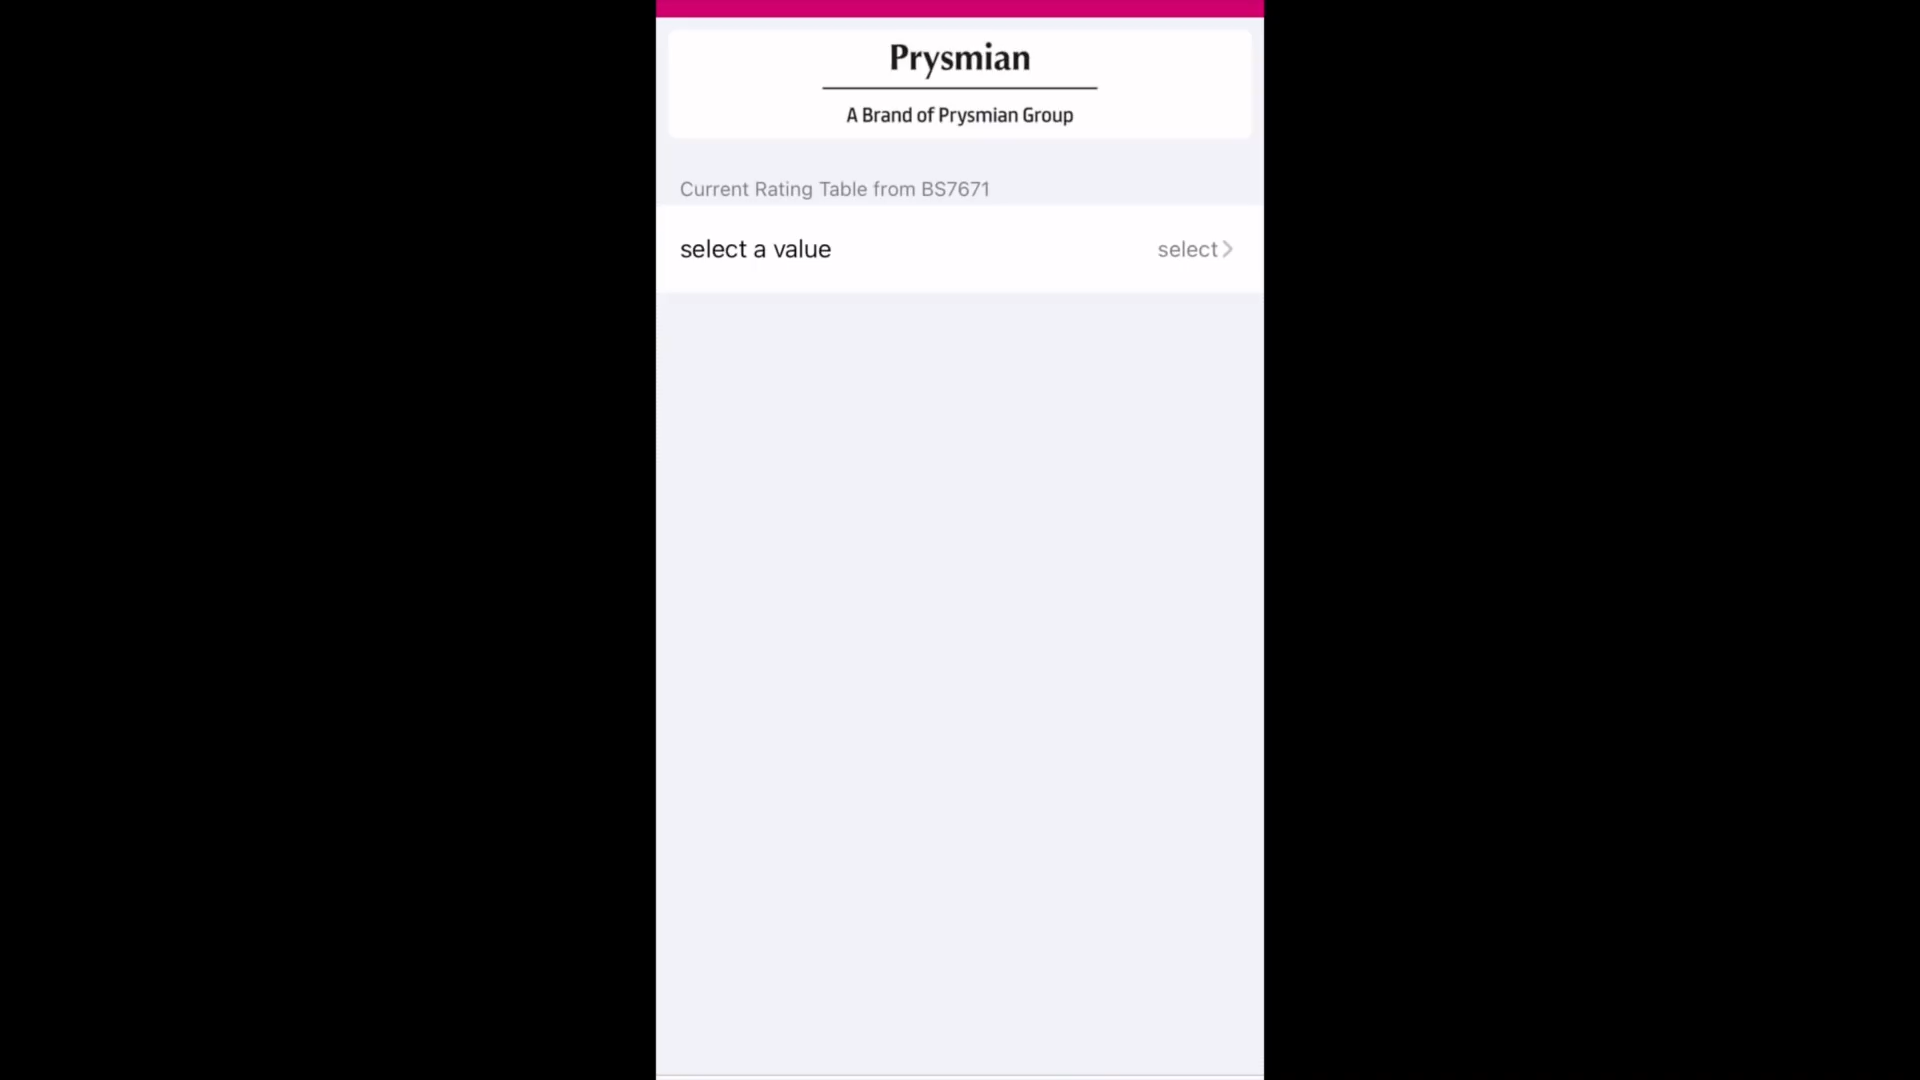 Prysmian
A Brand of Prysmian Group
Current Rating Table from BS7671
select a value select